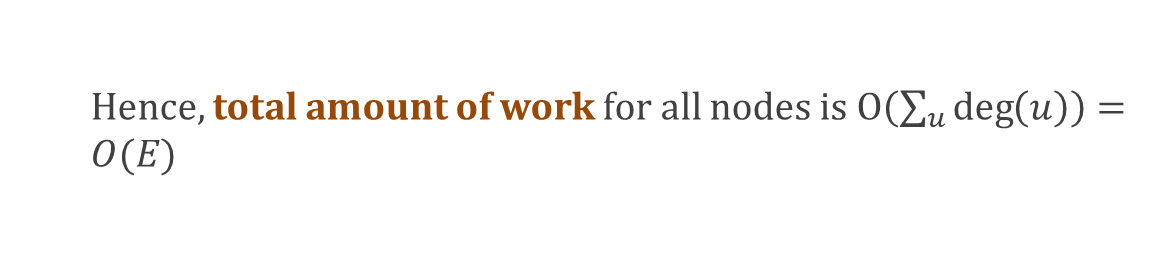 Hence, total amount of work for all nodes is O(∑u deg(u)) =
O(E)